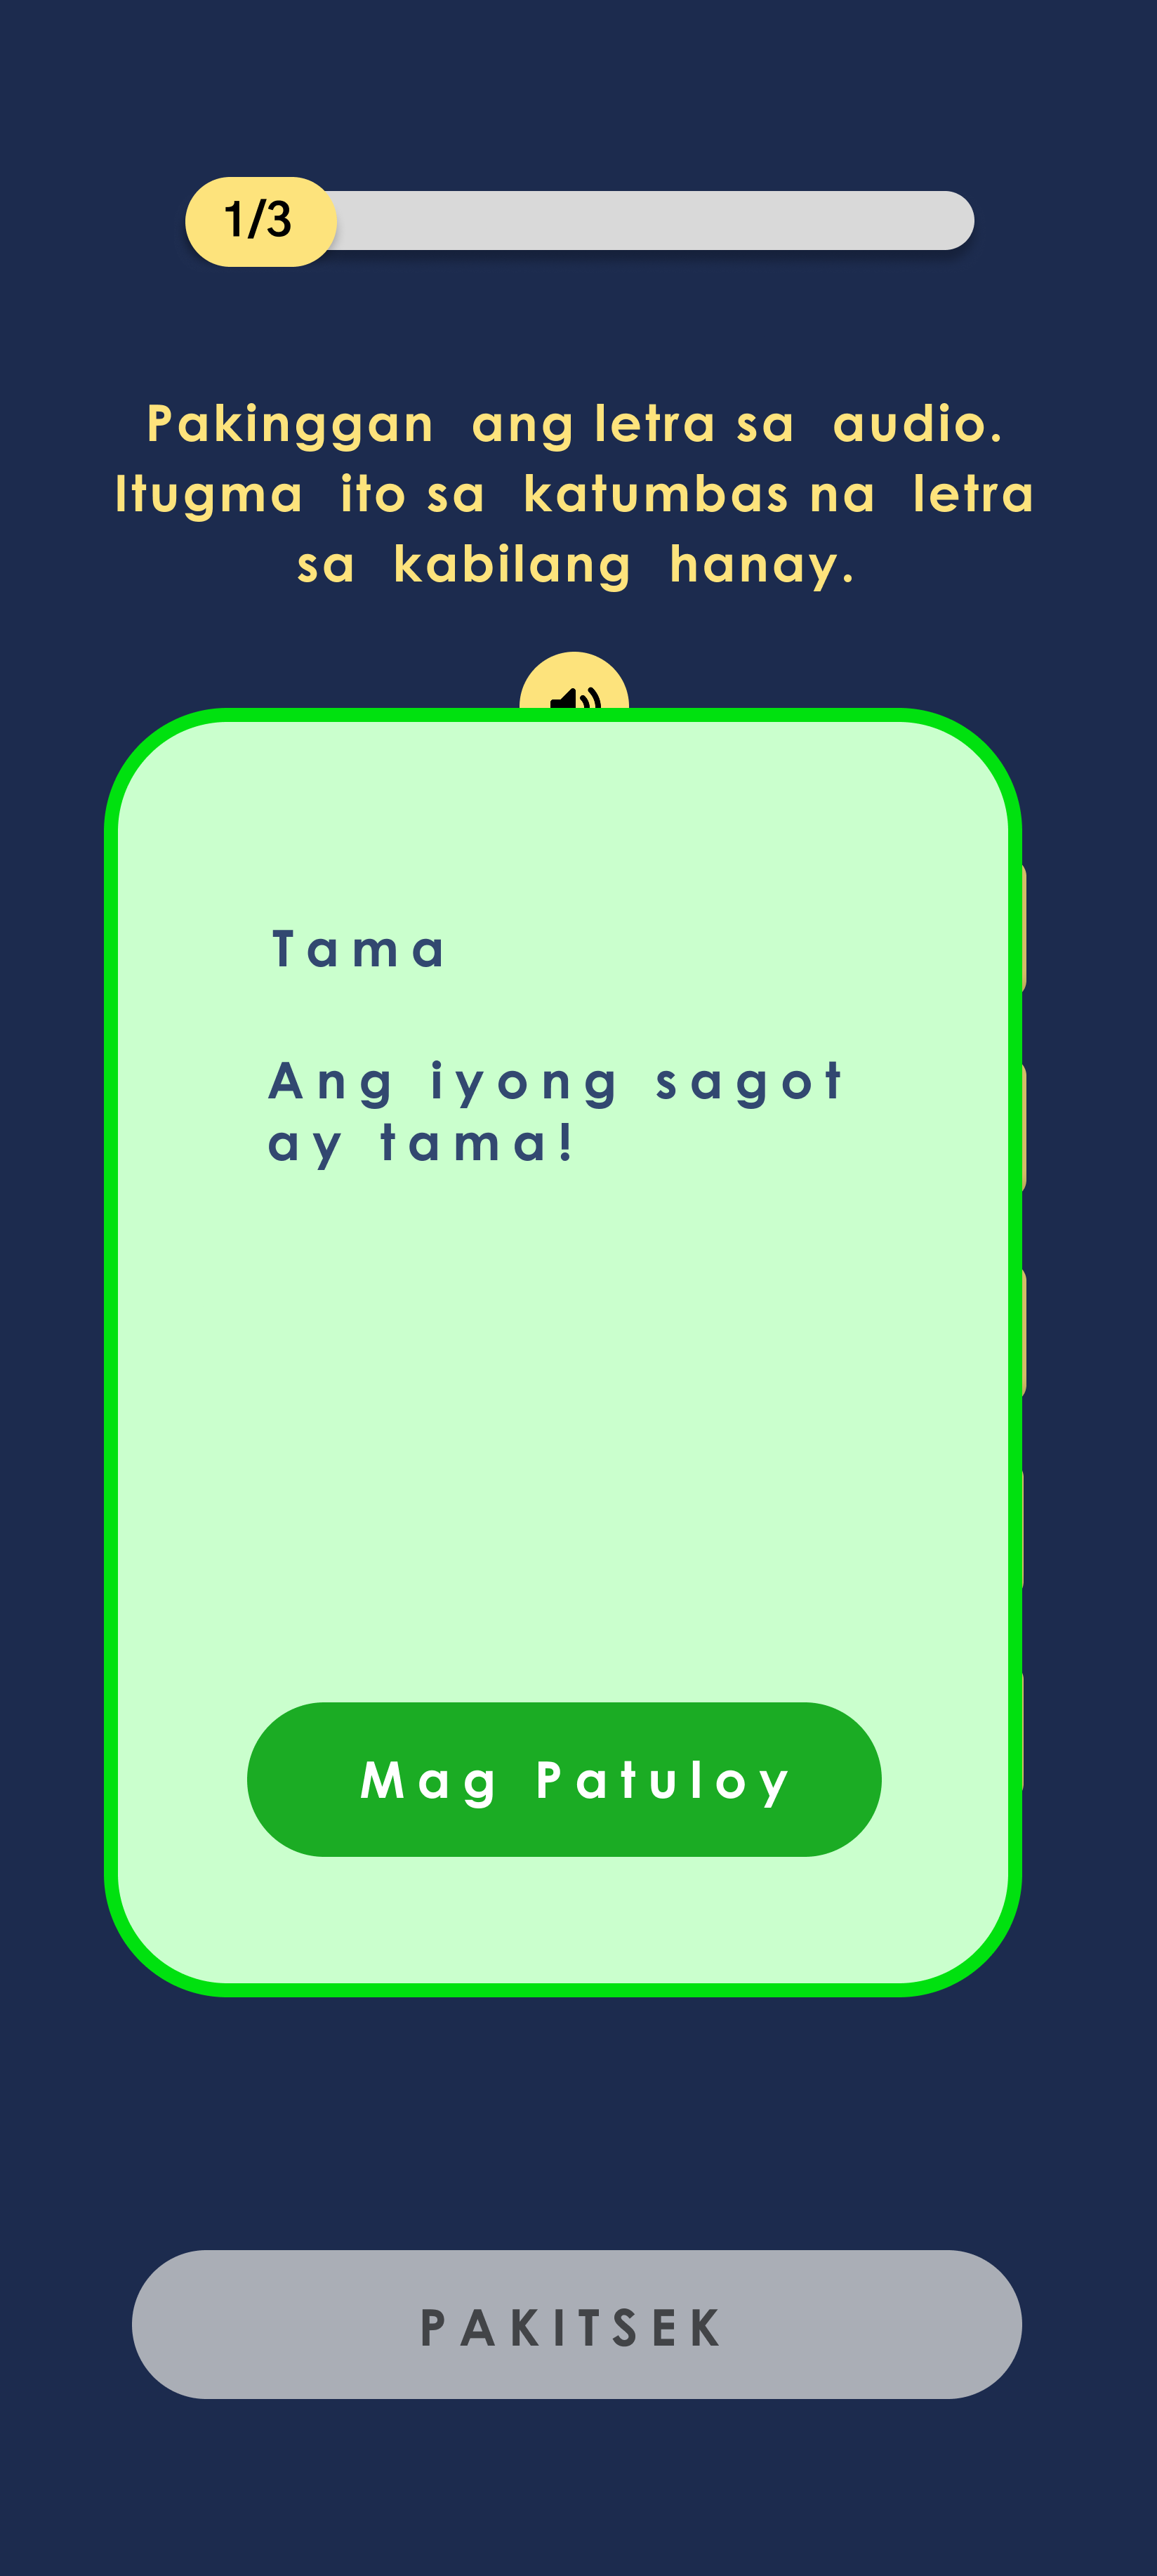 1/3
Pakinggan ang letra sa audio.
Itugma ito sa katumbas na letra
sa kabilang hanay.
Tama
Ang iyong sagot
ay tama!
Mag Patuloy
PAKITSEK